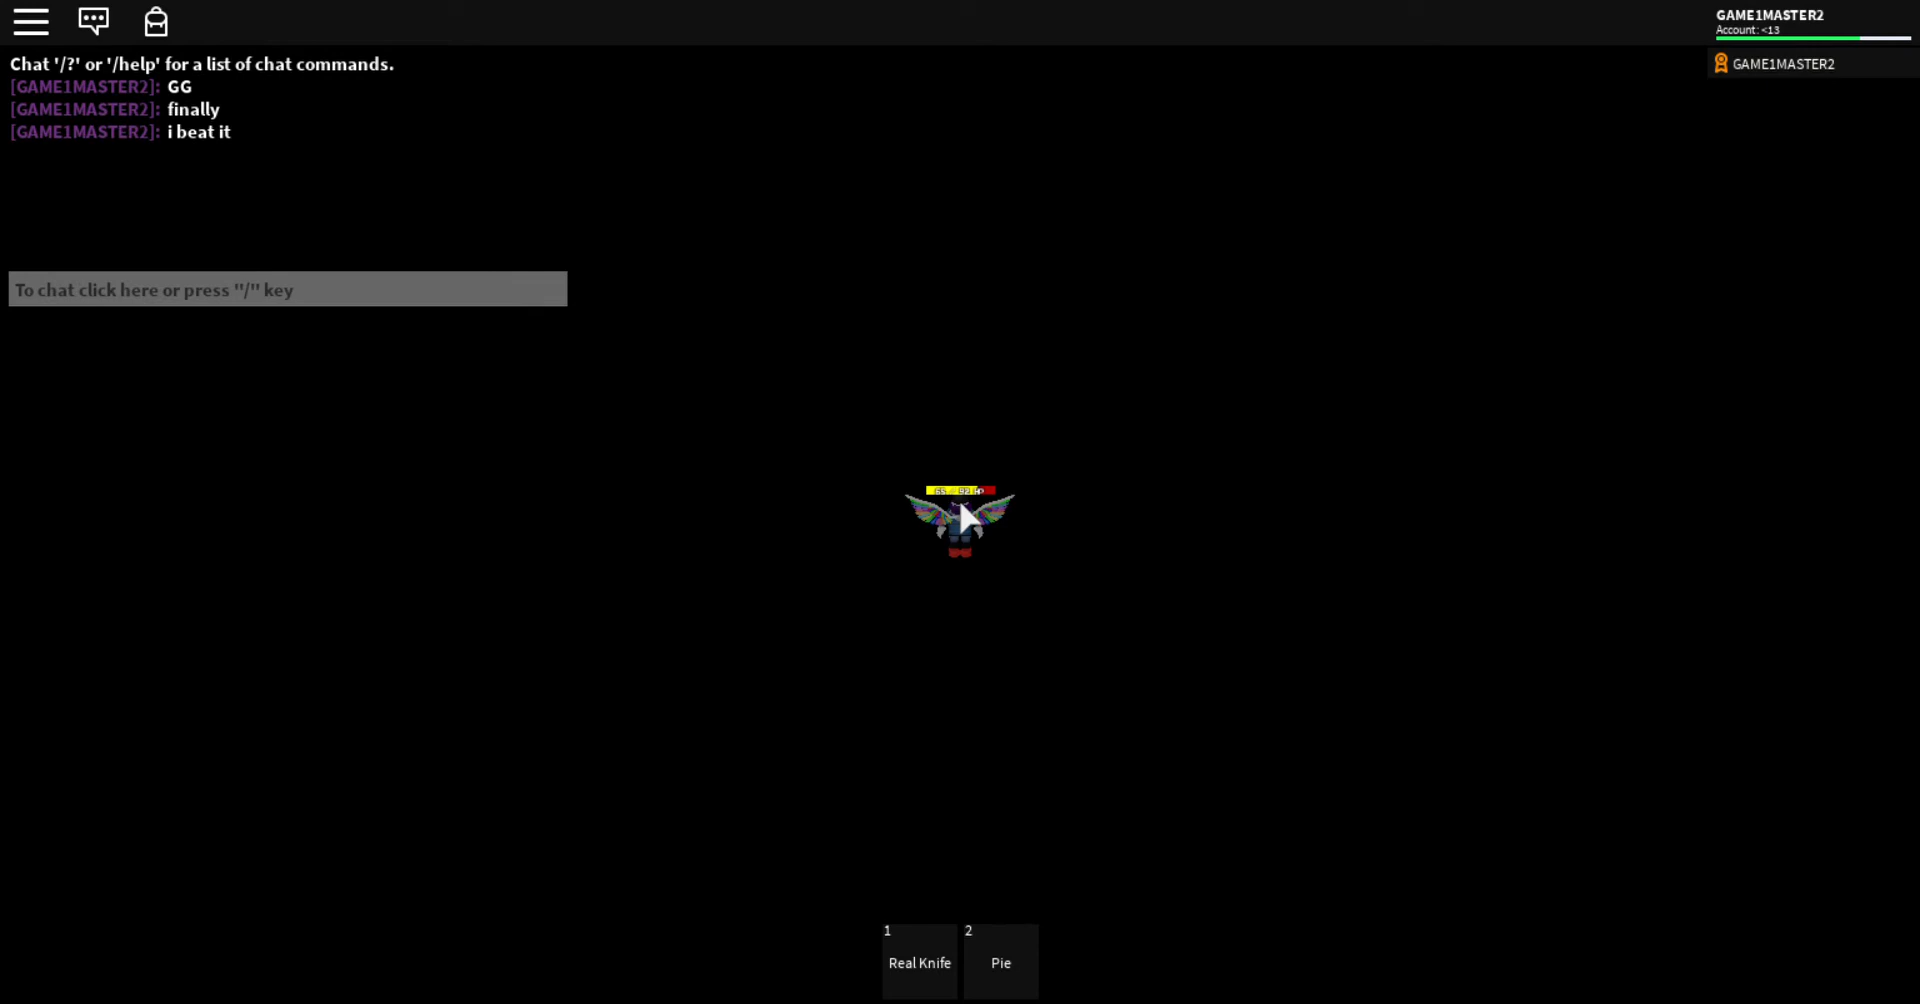 GAME1MASTER2
Account: <13
GAME1MASTER2
Chat '/?' or '/help' for a list of chat commands.
[GAME1MASTER2]: GG
[GAME1MASTER2]: finally
[GAME1MASTER2]: i beat it
To chat click here or press "/" key
1
Real Knife
2
Pie